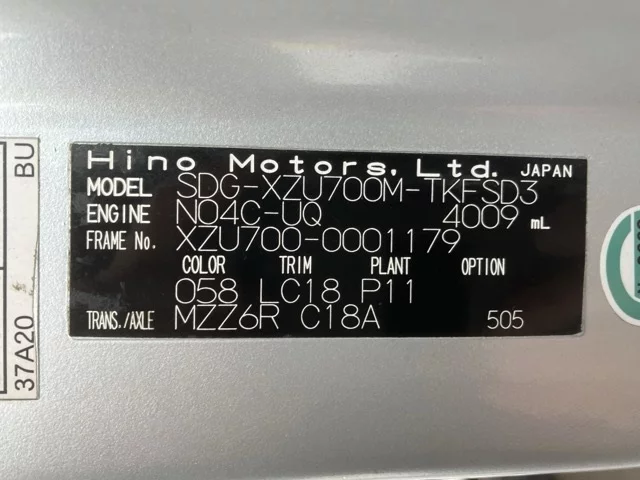 Hino Motors, Ltd. JAPAN
MODEL SDG-XZU700M-TKFSD3
ENGINE N04C-UQ 4009 mL
FRAME No. XZU700-0001179
COLOR TRIM PLANT OPTION
058 LC18 P11
TRANS./AXLE MZZ6R C18A 505
37A20 BU